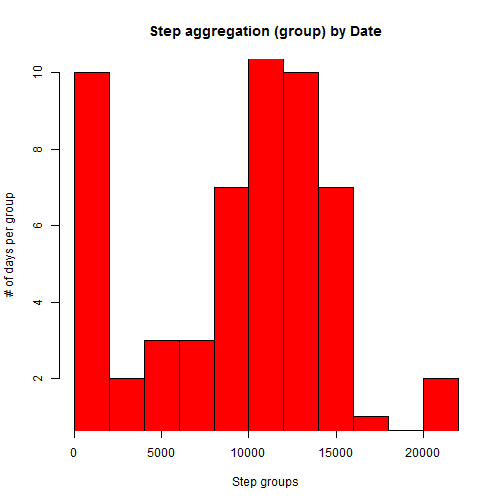 Step aggregation (group) by Date
# of days per group
10
8
6
4
2
0 5000 10000 15000 20000
Step groups